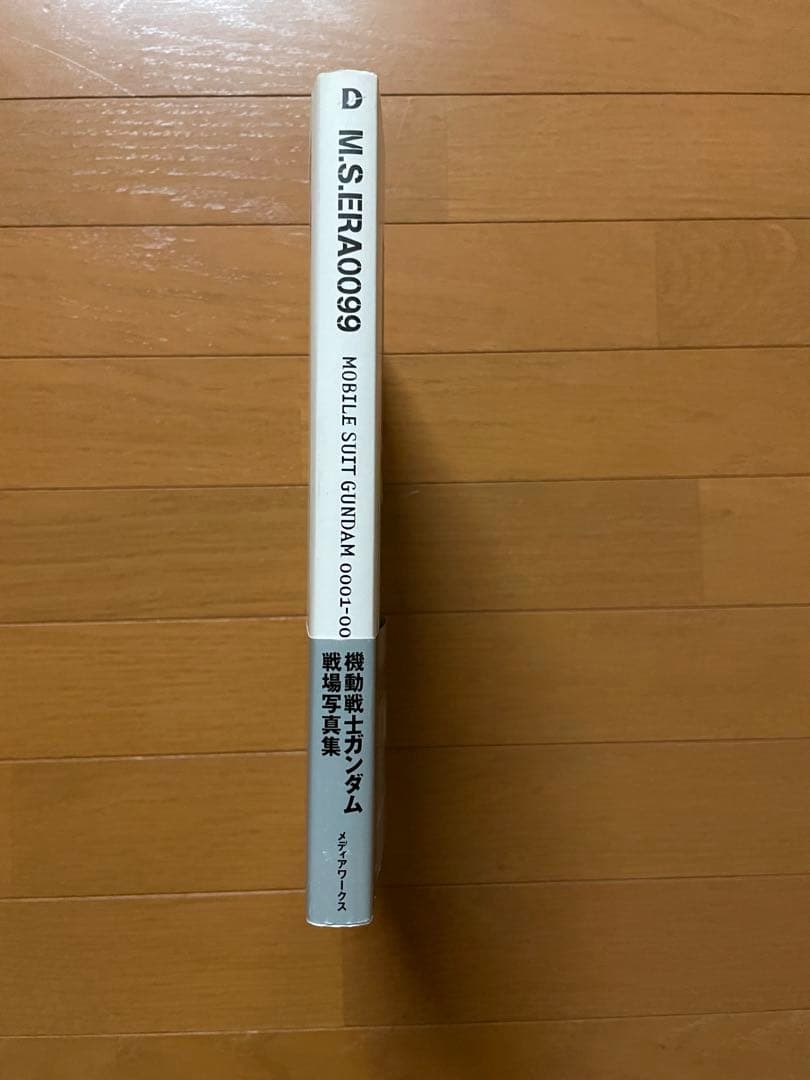 D
M.S.ERA0099
MOBILE SUIT GUNDAM 0001-00
機動戦士ガンダム
戦場写真集
メディアワークス